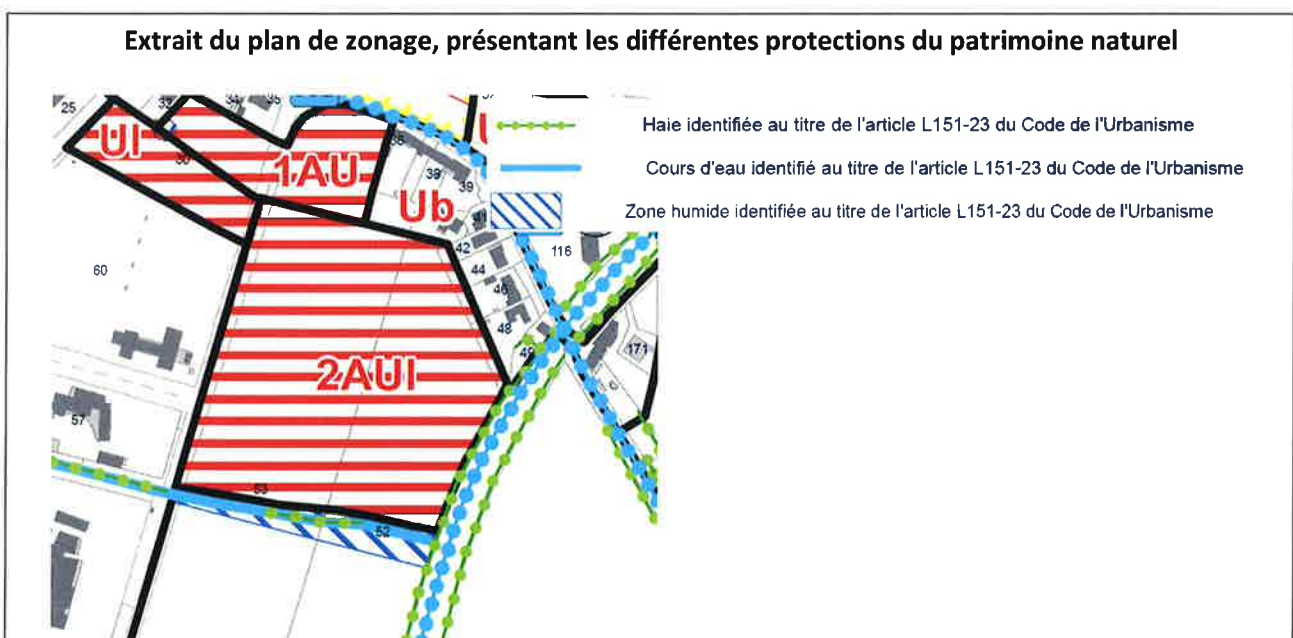 Extrait du plan de zonage, présentant les différentes protections du patrimoine naturel
Haie identifiée au titre de l'article L151-23 du Code de l'Urbanisme
Cours d'eau identifié au titre de l'article L151-23 du Code de l'Urbanisme
Zone humide identifiée au titre de l'article L151-23 du Code de l'Urbanisme
25
34
35
UI
1AU
38
39
Ub
42
116
44
60
46
48
49
171
2AUI
57
53
52